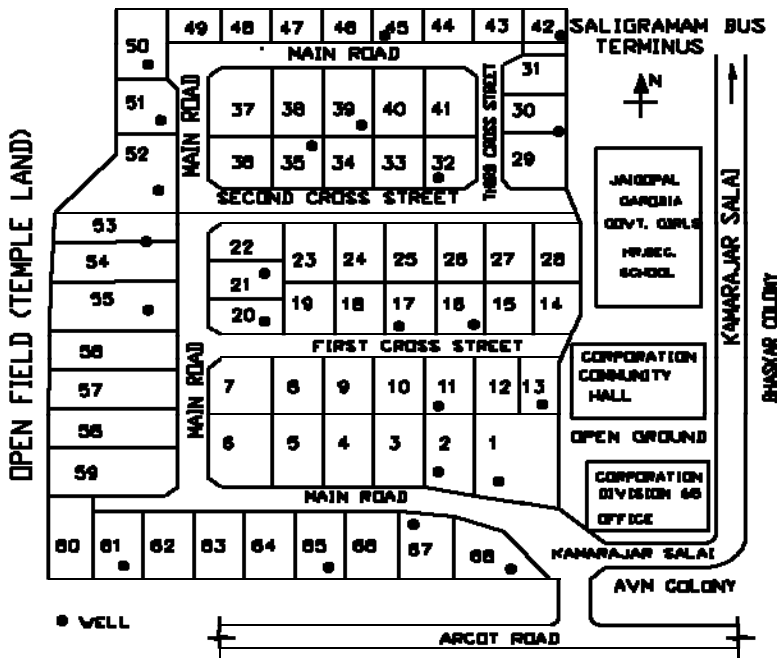 49 48 47 46 45 44 43 42 SALIGRAMAM BUS
TERMINUS
50
MAIN ROAD
31
N
51
MAIN ROAD
37 38 39 40 41
THIRD CROSS STREET
30
52
36 35 34 33 32
29
SECOND CROSS STREET
JAIGOPAL
GARODIA
GOVT. GIRLS
HR.SEC.
SCHOOL
KAMARAJAR SALAI
BHASKAR COLONY
OPEN FIELD (TEMPLE LAND)
53
54
55
56
57
58
59
22
21
20
23 24 25 26 27 28
19 18 17 16 15 14
FIRST CROSS STREET
MAIN ROAD
7 8 9 10 11 12 13
6 5 4 3 2 1
CORPORATION
COMMUNITY
HALL
OPEN GROUND
CORPORATION
DIVISION
OFFICE
MAIN ROAD
60 61 62 63 64 65 66 67 68
KAMARAJAR SALAI
AVM COLONY
WELL
ARCOT ROAD